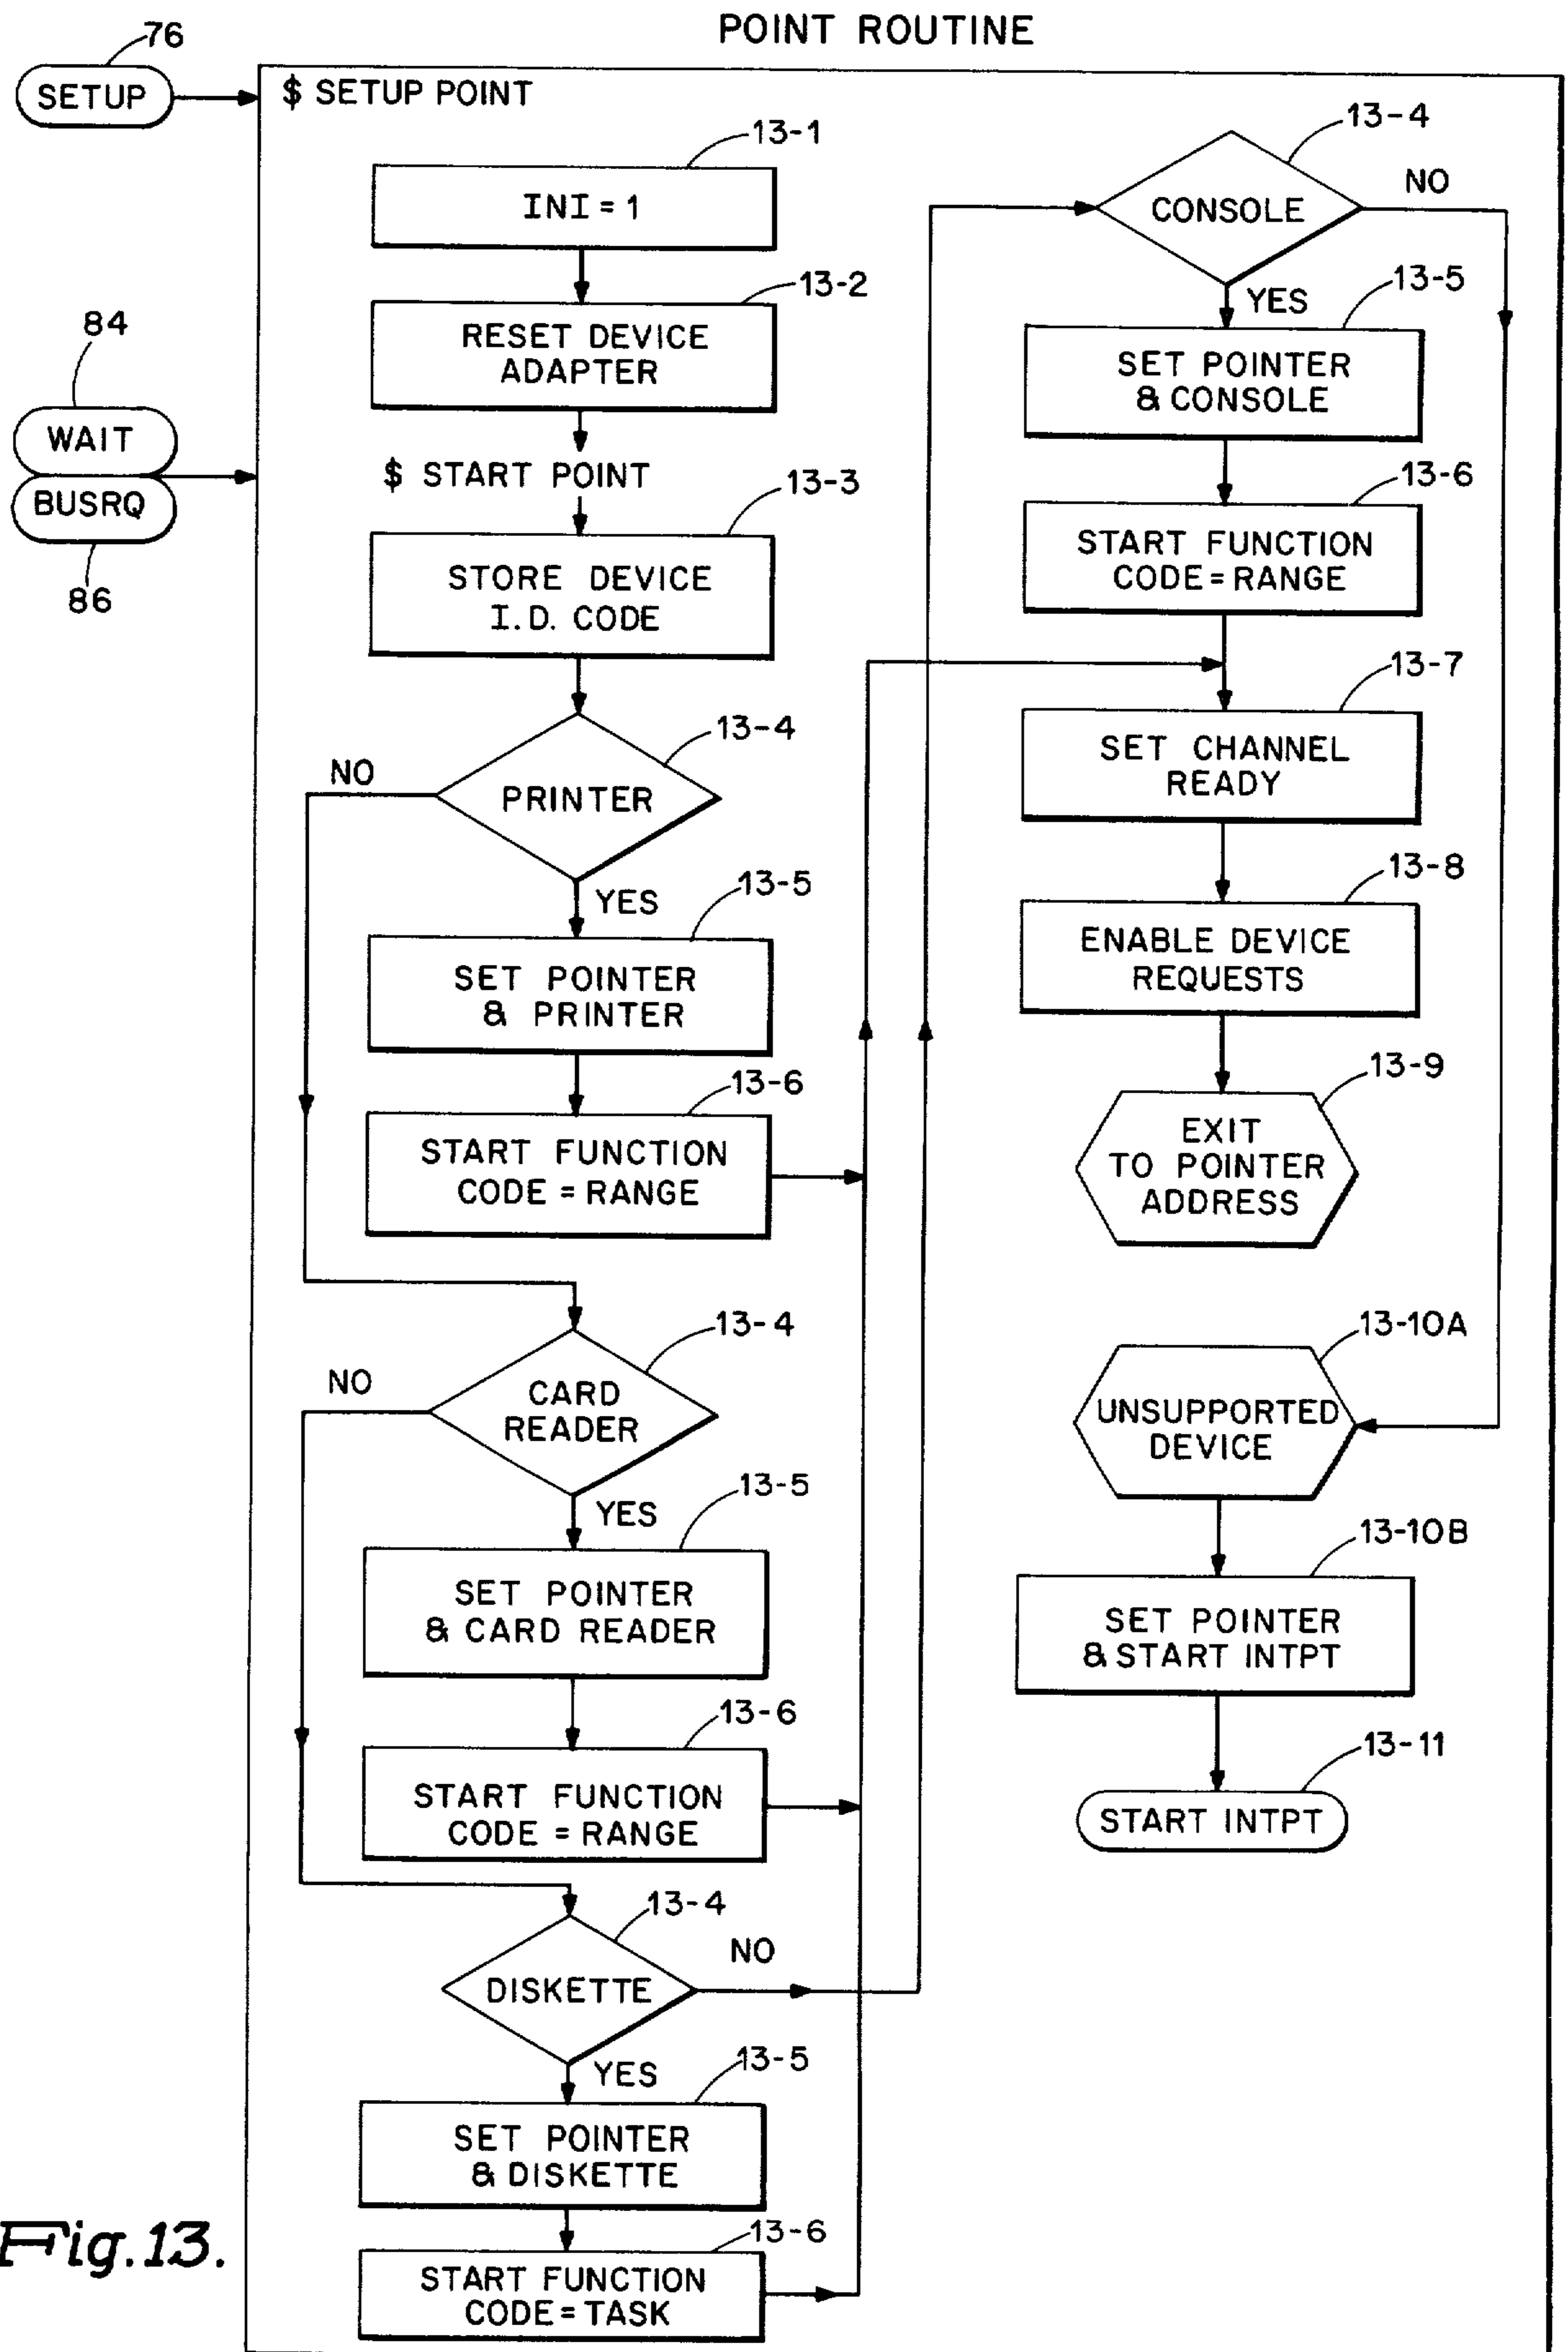 POINT ROUTINE
76
SETUP
$ SETUP POINT
13-1
INI = 1
13-2
RESET DEVICE
ADAPTER
84
WAIT
BUSRQ
86
$ START POINT
13-3
STORE DEVICE
I.D. CODE
13-4
PRINTER
NO
YES
13-5
SET POINTER
& PRINTER
13-6
START FUNCTION
CODE = RANGE
13-4
CARD
READER
NO
YES
13-5
SET POINTER
& CARD READER
13-6
START FUNCTION
CODE = RANGE
13-4
DISKETTE
NO
YES
13-5
SET POINTER
& DISKETTE
13-6
START FUNCTION
CODE = TASK
13-4
CONSOLE
NO
YES
13-5
SET POINTER
& CONSOLE
13-6
START FUNCTION
CODE = RANGE
13-7
SET CHANNEL
READY
13-8
ENABLE DEVICE
REQUESTS
13-9
EXIT
TO POINTER
ADDRESS
13-10A
UNSUPPORTED
DEVICE
13-10B
SET POINTER
& START INTPT
13-11
START INTPT
Fig. 13.